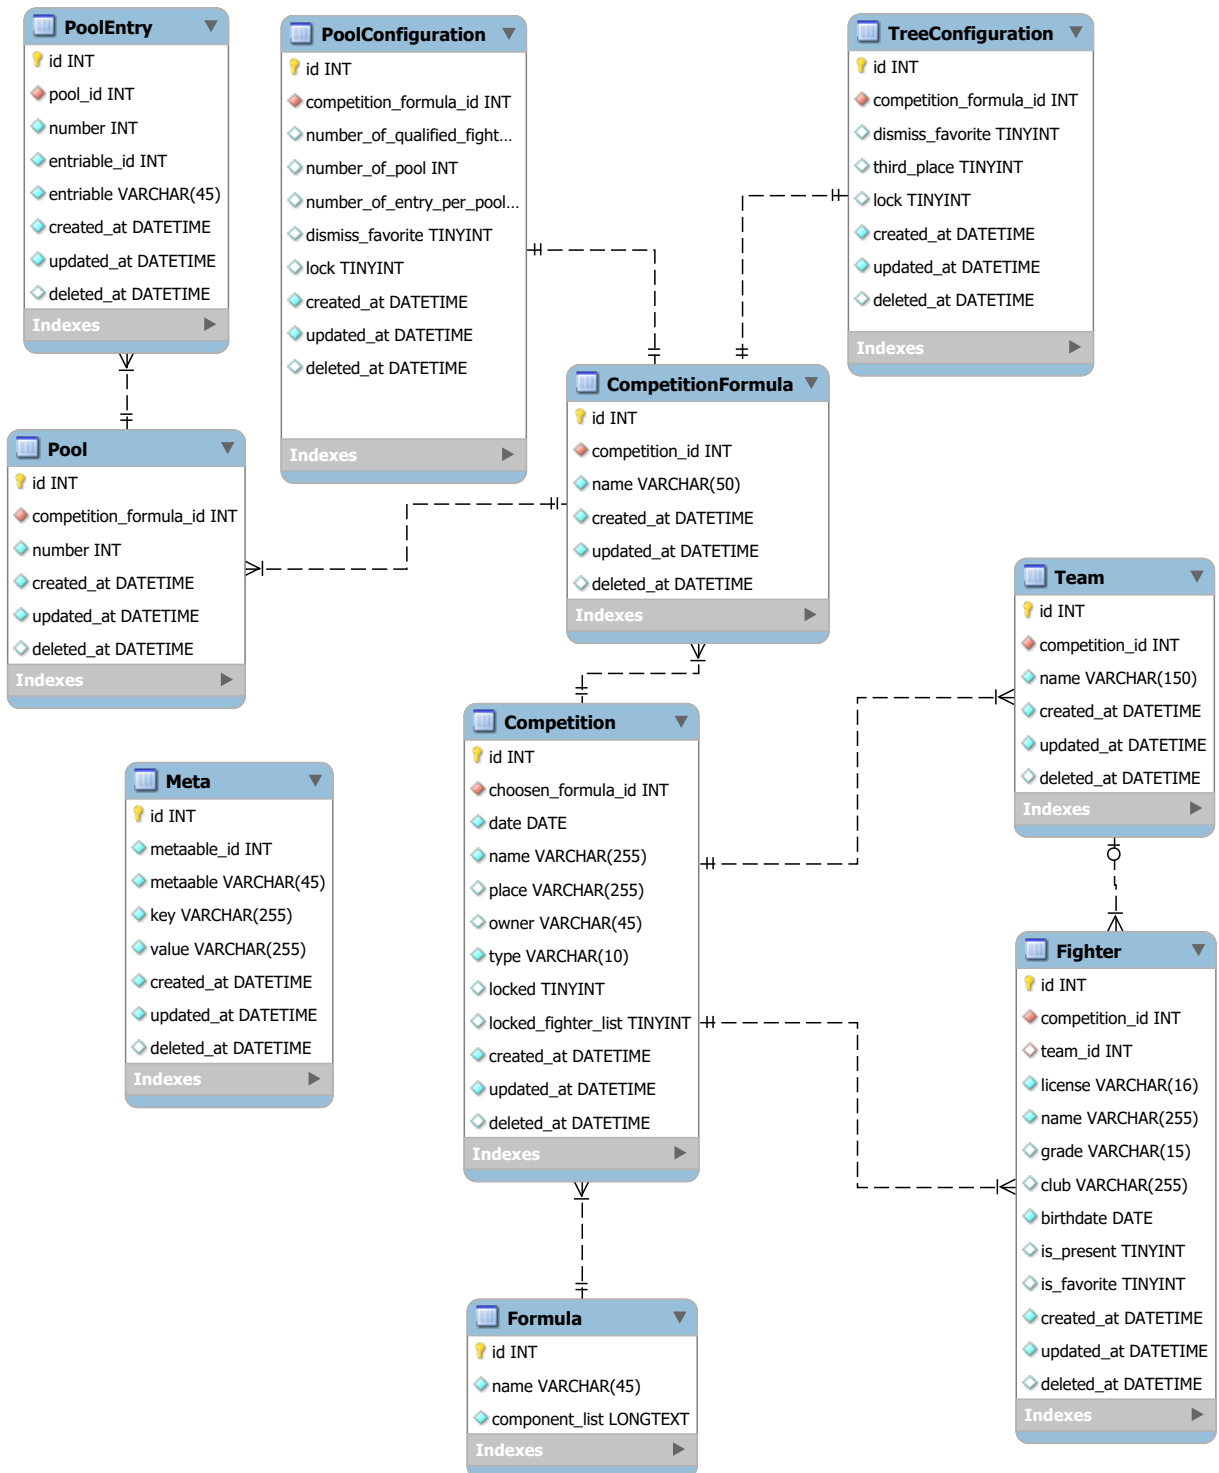 PoolEntry
id INT
pool_id INT
number INT
entriable_id INT
entriable VARCHAR(45)
created_at DATETIME
updated_at DATETIME
deleted_at DATETIME
Indexes
PoolConfiguration
id INT
competition_formula_id INT
number_of_qualified_fight...
number_of_pool INT
number_of_entry_per_pool...
dismiss_favorite TINYINT
lock TINYINT
created_at DATETIME
updated_at DATETIME
deleted_at DATETIME
Indexes
TreeConfiguration
id INT
competition_formula_id INT
dismiss_favorite TINYINT
third_place TINYINT
lock TINYINT
created_at DATETIME
updated_at DATETIME
deleted_at DATETIME
Indexes
CompetitionFormula
id INT
competition_id INT
name VARCHAR(50)
created_at DATETIME
updated_at DATETIME
deleted_at DATETIME
Indexes
Pool
id INT
competition_formula_id INT
number INT
created_at DATETIME
updated_at DATETIME
deleted_at DATETIME
Indexes
Team
id INT
competition_id INT
name VARCHAR(150)
created_at DATETIME
updated_at DATETIME
deleted_at DATETIME
Indexes
Competition
id INT
choosen_formula_id INT
date DATE
name VARCHAR(255)
place VARCHAR(255)
owner VARCHAR(45)
type VARCHAR(10)
locked TINYINT
locked_fighter_list TINYINT
created_at DATETIME
updated_at DATETIME
deleted_at DATETIME
Indexes
Meta
id INT
metaable_id INT
metaable VARCHAR(45)
key VARCHAR(255)
value VARCHAR(255)
created_at DATETIME
updated_at DATETIME
deleted_at DATETIME
Indexes
Fighter
id INT
competition_id INT
team_id INT
license VARCHAR(16)
name VARCHAR(255)
grade VARCHAR(15)
club VARCHAR(255)
birthdate DATE
is_present TINYINT
is_favorite TINYINT
created_at DATETIME
updated_at DATETIME
deleted_at DATETIME
Indexes
Formula
id INT
name VARCHAR(45)
component_list LONGTEXT
Indexes